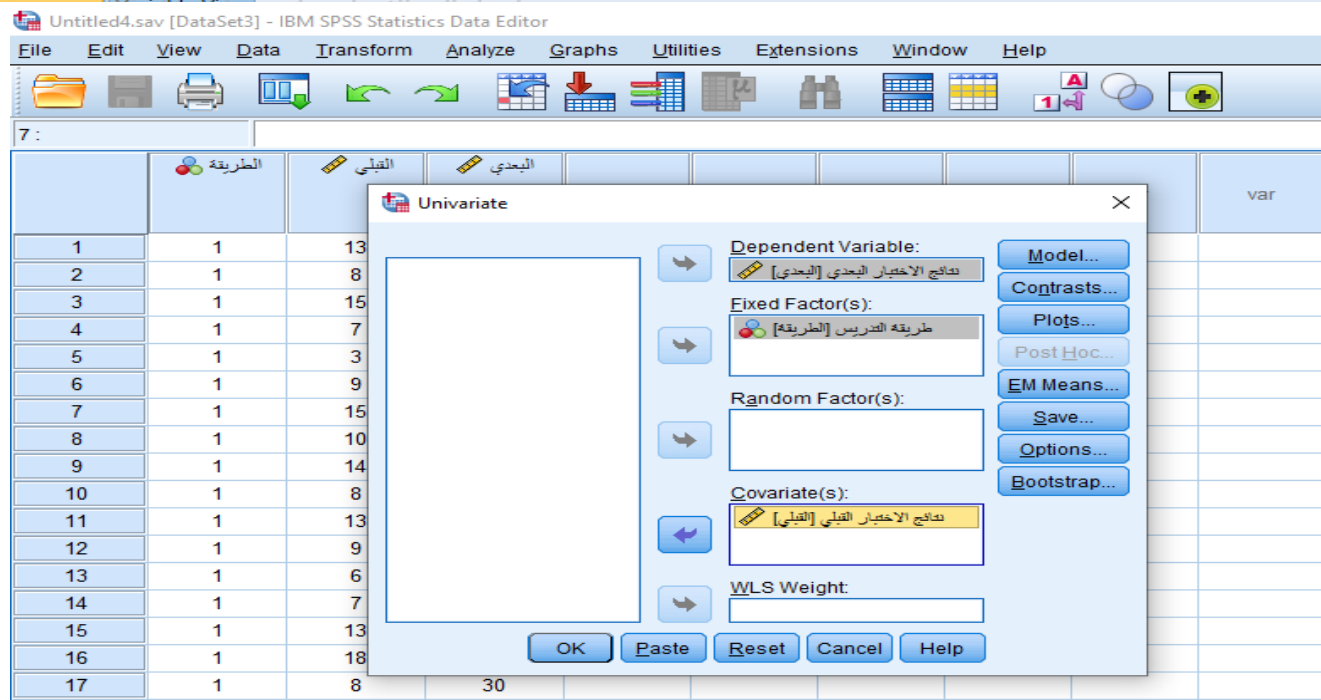 Untitled4.sav [DataSet3] - IBM SPSS Statistics Data Editor
File Edit View Data Transform Analyze Graphs Utilities Extensions Window Help
7 :
الطريقة القبلي البعدي var
Univariate
1 1 13
2 1 8
3 1 15
4 1 7
5 1 3
6 1 9
7 1 15
8 1 10
9 1 14
10 1 8
11 1 13
12 1 9
13 1 6
14 1 7
15 1 13
16 1 18
17 1 8 30
Dependent Variable:
نتائج الاختبار البعدي [البعدي]
Fixed Factor(s):
طريقة التدريس [الطريقة]
Random Factor(s):
Covariate(s):
نتائج الاختبار القبلي [القبلي]
WLS Weight:
Model...
Contrasts...
Plots...
Post Hoc...
EM Means...
Save...
Options...
Bootstrap...
OK Paste Reset Cancel Help